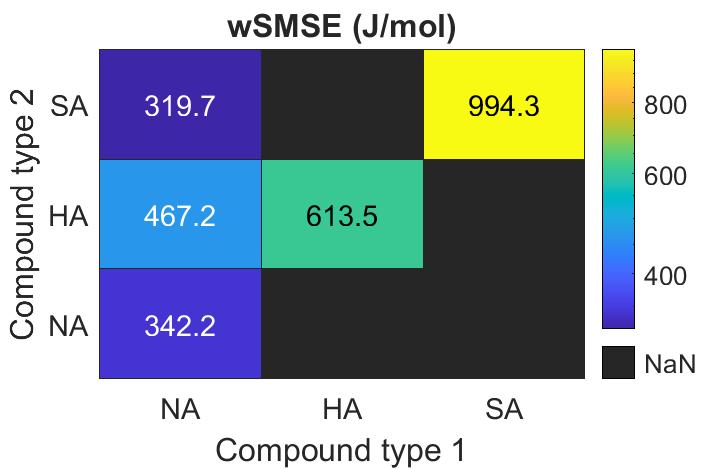 wSMSE (J/mol)
Compound type 2
SA 319.7 994.3
HA 467.2 613.5
NA 342.2
NA HA SA
Compound type 1
800
600
400
NaN